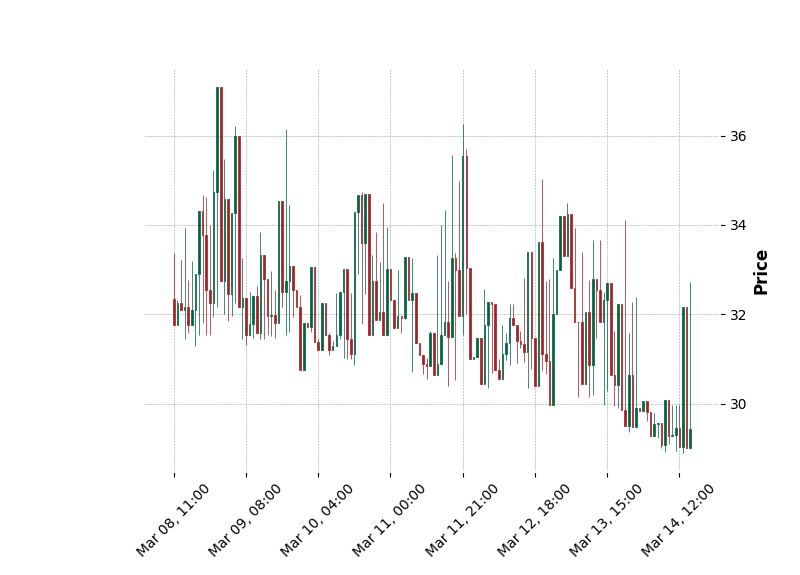 36
34
32
30
Price
Mar 08, 11:00
Mar 09, 08:00
Mar 10, 04:00
Mar 11, 00:00
Mar 11, 21:00
Mar 12, 18:00
Mar 13, 15:00
Mar 14, 12:00